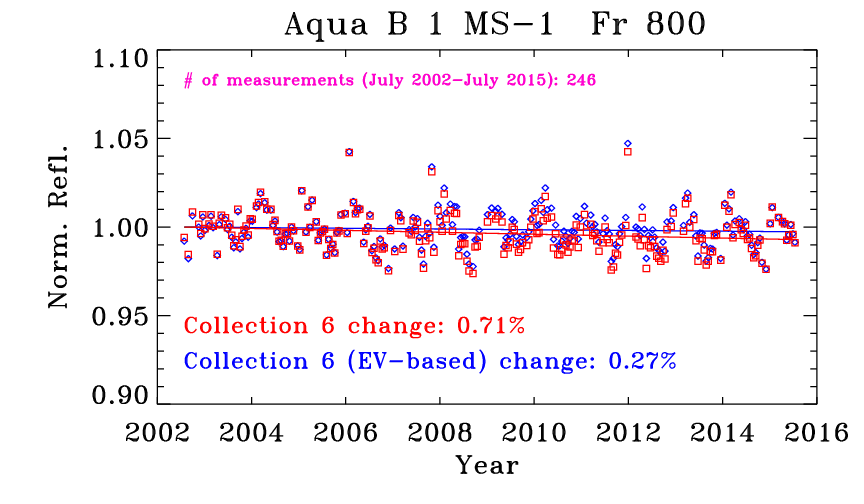 Aqua B 1 MS-1 Fr 800
1.10
# of measurements (July 2002-July 2015): 246
1.05
Norm. Refl.
1.00
0.95
Collection 6 change: 0.71%
Collection 6 (EV-based) change: 0.27%
0.90
2002 2004 2006 2008 2010 2012 2014 2016
Year